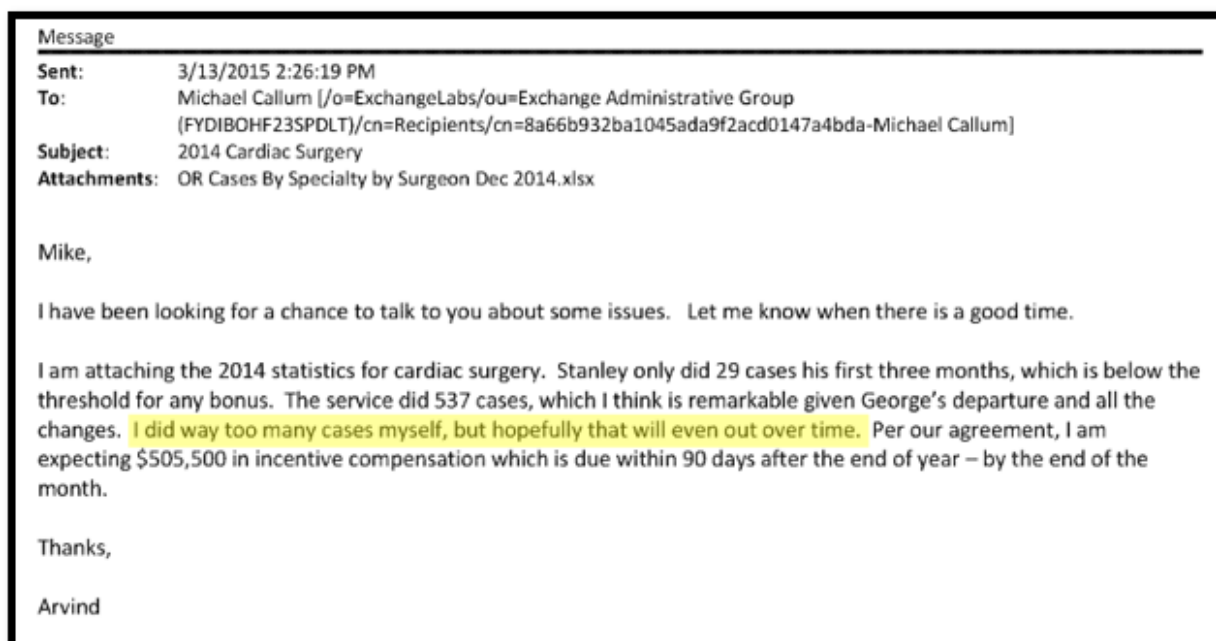 Message
Sent: 3/13/2015 2:26:19 PM
To: Michael Callum [/o=ExchangeLabs/ou=Exchange Administrative Group
(FYDIBOHF23SPDLT)/cn=Recipients/cn=8a66b932ba1045ada9f2acd0147a4bda-Michael Callum]
Subject: 2014 Cardiac Surgery
Attachments: OR Cases By Specialty by Surgeon Dec 2014.xlsx
Mike,
I have been looking for a chance to talk to you about some issues. Let me know when there is a good time.
I am attaching the 2014 statistics for cardiac surgery. Stanley only did 29 cases his first three months, which is below the
threshold for any bonus. The service did 537 cases, which I think is remarkable given George's departure and all the
changes. I did way too many cases myself, but hopefully that will even out over time. Per our agreement, I am
expecting $505,500 in incentive compensation which is due within 90 days after the end of year – by the end of the
month.
Thanks,
Arvind